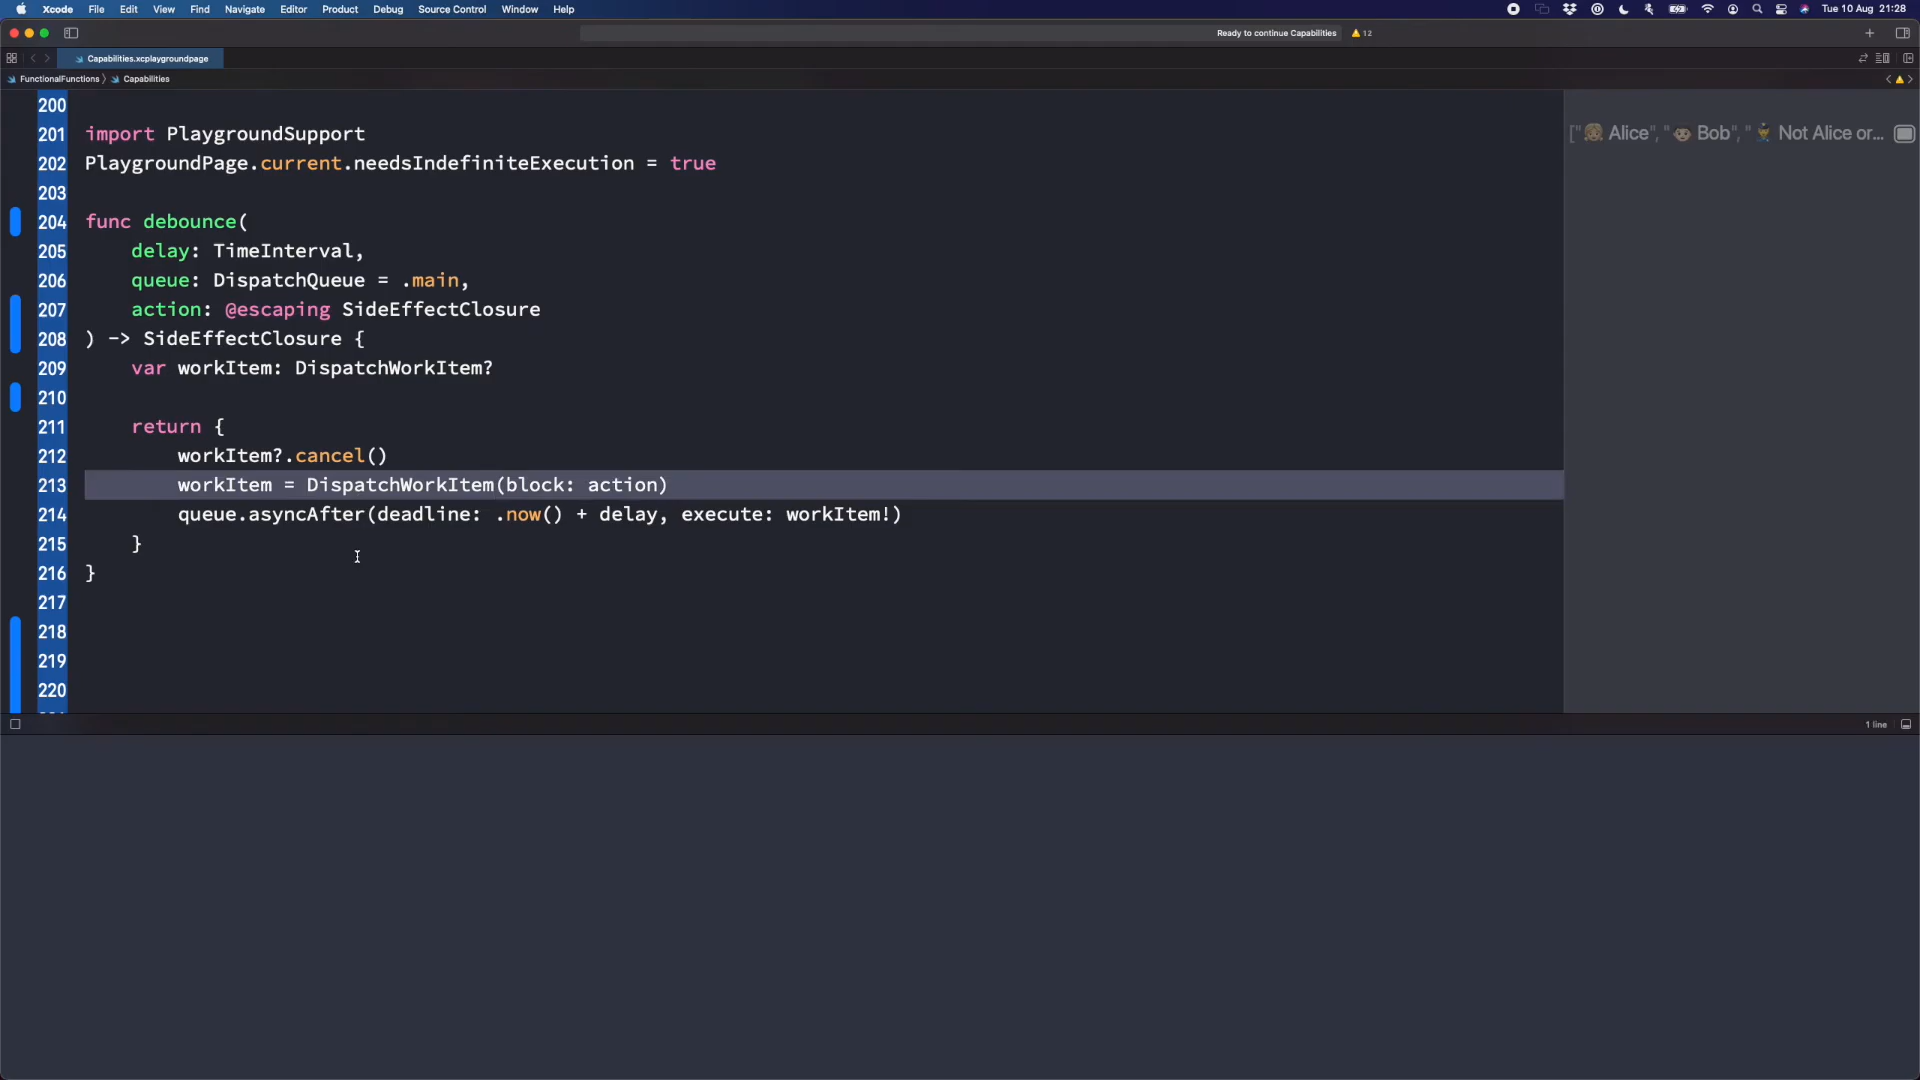 Xcode File Edit View Find Navigate Editor Product Debug Source Control Window Help Tue 10 Aug 21:28
Ready to continue Capabilities 12
Capabilities.xcplaygroundpage
FunctionalFunctions Capabilities
200
201 import PlaygroundSupport ["👧🏼 Alice", "👨🏽 Bob", "👮 Not Alice or...
202 PlaygroundPage.current.needsIndefiniteExecution = true
203
204 func debounce(
205 delay: TimeInterval,
206 queue: DispatchQueue = .main,
207 action: @escaping SideEffectClosure
208 ) -> SideEffectClosure {
209 var workItem: DispatchWorkItem?
210
211 return {
212 workItem?.cancel()
213 workItem = DispatchWorkItem(block: action)
214 queue.asyncAfter(deadline: .now() + delay, execute: workItem!)
215 }
216 }
217
218
219
220
1 line